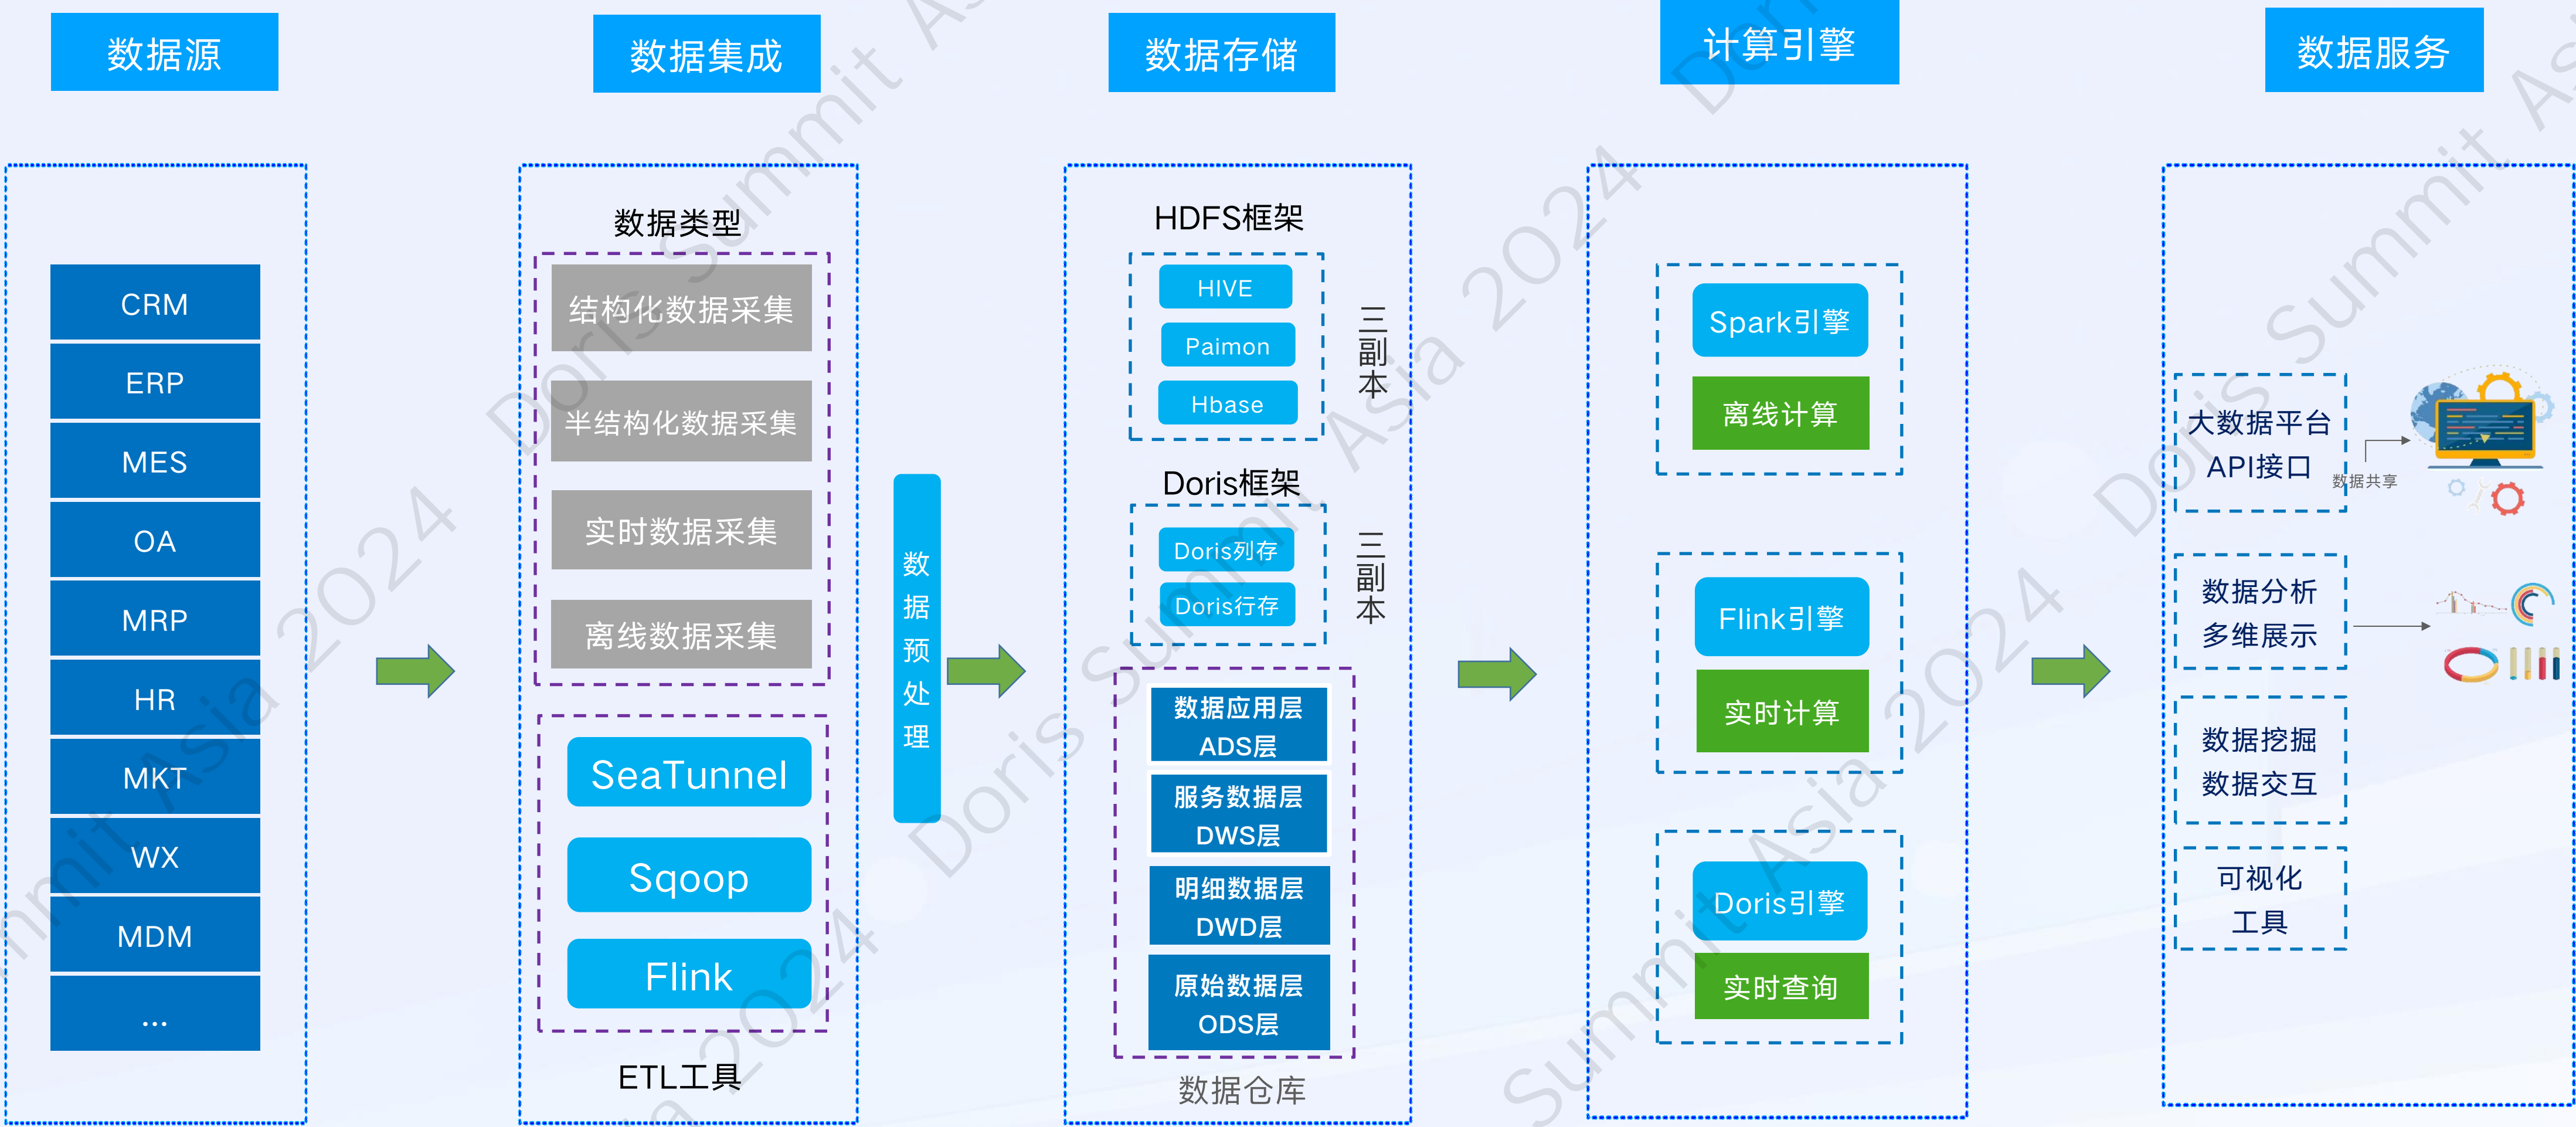 数据源
数据集成
数据存储
计算引擎
数据服务
CRM
ERP
MES
OA
MRP
HR
MKT
WX
MDM
...
数据类型
结构化数据采集
半结构化数据采集
实时数据采集
离线数据采集
SeaTunnel
Sqoop
Flink
ETL工具
数据预处理
HDFS框架
HIVE
Paimon
Hbase
三副本
Doris框架
Doris列存
Doris行存
三副本
数据应用层
ADS层
服务数据层
DWS层
明细数据层
DWD层
原始数据层
ODS层
数据仓库
Spark引擎
离线计算
Flink引擎
实时计算
Doris引擎
实时查询
大数据平台
API接口
数据共享
数据分析
多维展示
数据挖掘
数据交互
可视化
工具
Doris Summit Asia 2024
Doris Summit Asia 2024
Doris Summit Asia 2024